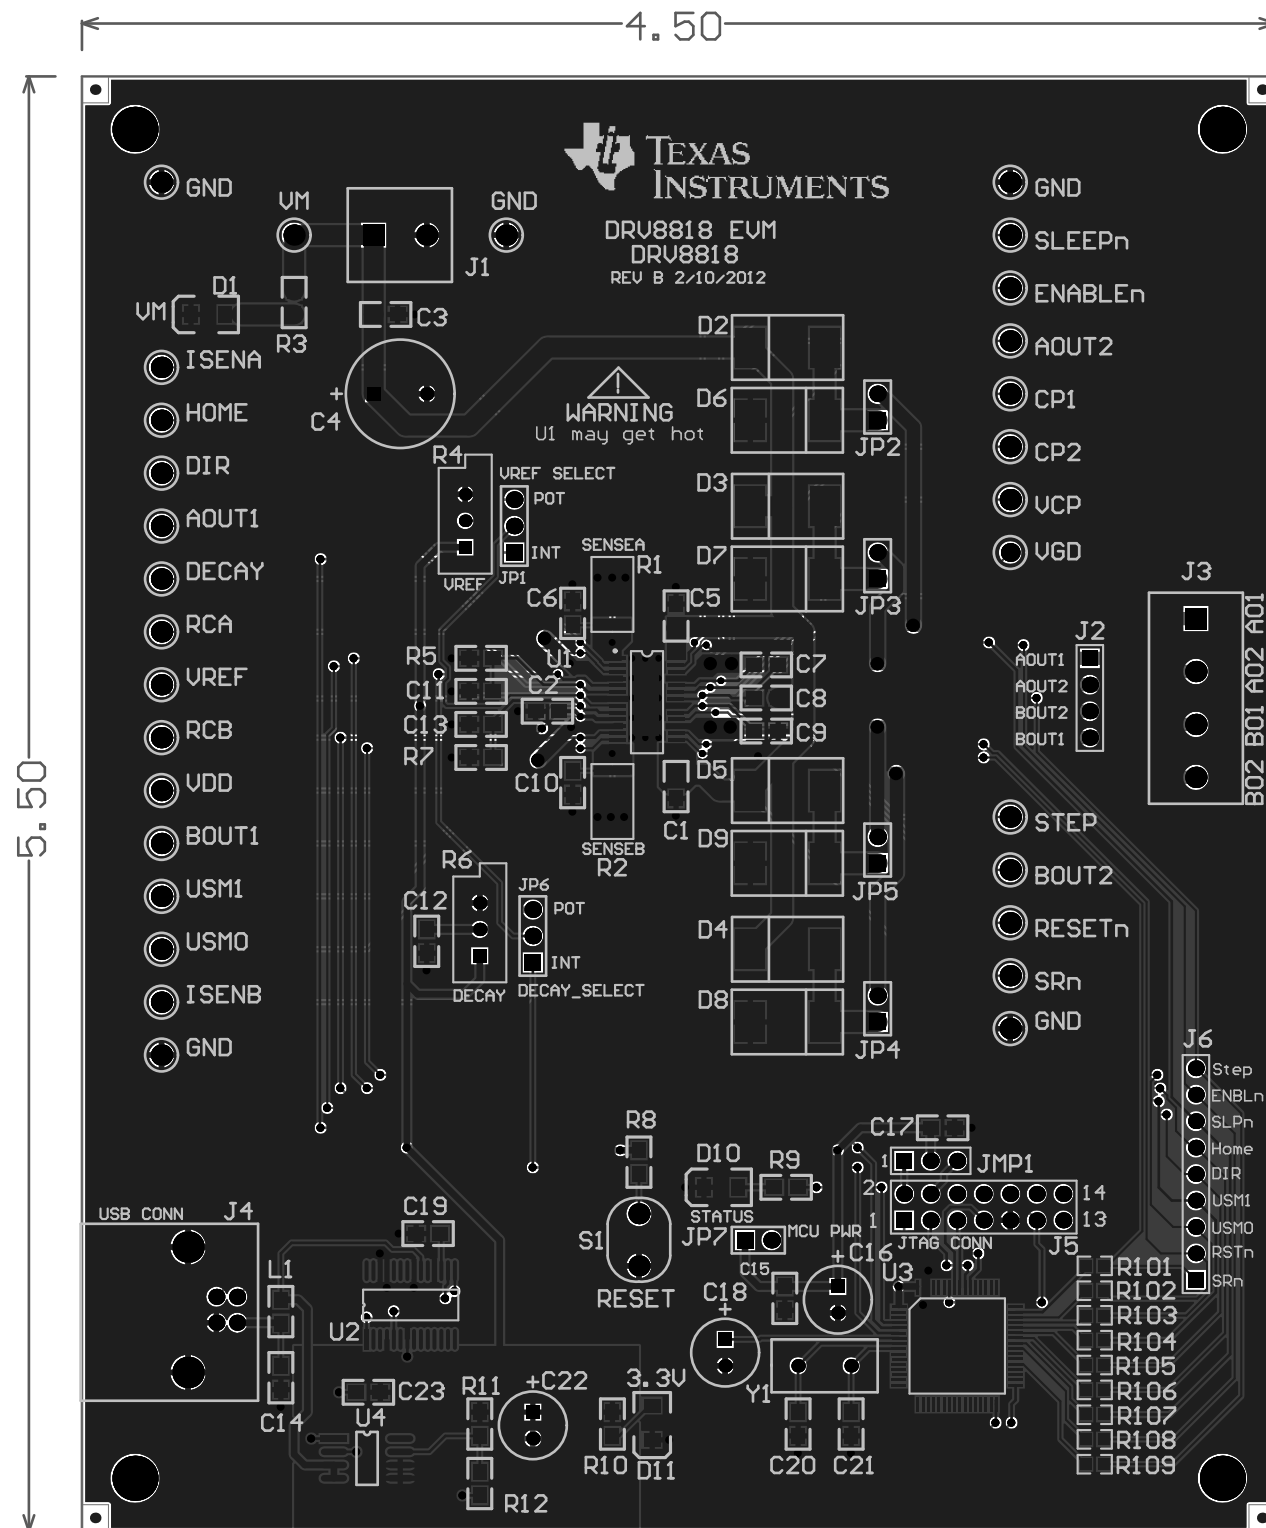 4.50
5.50
TEXAS
INSTRUMENTS
DRV8818 EVM
DRV8818
REV B 2/10/2012
GND
VM
GND
J1
D1
VM
R3
C3
+
C4
ISENA
HOME
DIR
AOUT1
DECAY
RCA
VREF
RCB
VDD
BOUT1
USM1
USM0
ISENB
GND
WARNING
U1 may get hot
R4
VREF SELECT
POT
INT
JP1
VREF
SENSEA
R1
C6
C5
U1
R5
C11
C2
C13
R7
C10
C1
SENSEB
R2
C7
C8
C9
D2
D6
JP2
D3
D7
JP3
D5
D9
JP5
D4
D8
JP4
R6
JP6
C12
POT
INT
DECAY
DECAY_SELECT
GND
SLEEPn
ENABLEn
AOUT2
CP1
CP2
VCP
VGD
J3
AO1
AO2
BO1
BO2
J2
AOUT1
AOUT2
BOUT2
BOUT1
STEP
BOUT2
RESETn
SRn
GND
J6
Step
ENBLn
SLPn
Home
DIR
USM1
USM0
RSTn
SRn
R8
S1
RESET
D10
STATUS
R9
JP7
MCU PWR
C15
+
C16
C17
1
JMP1
2
14
1
13
JTAG CONN
J5
U3
C18
+
Y1
C20
C21
R101
R102
R103
R104
R105
R106
R107
R108
R109
USB CONN
J4
L1
C14
C19
U2
C23
U4
R11
R12
+C22
R10
3.3V
D11